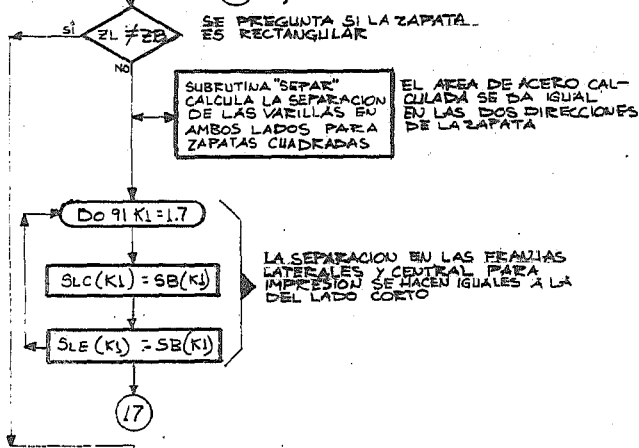 SI
ZL ≠ ZB
NO
SE PREGUNTA SI LA ZAPATA
ES RECTANGULAR
SUBRUTINA "SEPAR"
CALCULA LA SEPARACION
DE LAS VARILLAS EN
AMBOS LADOS PARA
ZAPATAS CUADRADAS
EL AREA DE ACERO CAL-
CULADA SE DA IGUAL
EN LAS DOS DIRECCIONES
DE LA ZAPATA
DO 91 K1 = 1.7
SLC (K1) = SB(K1)
SLE (K1) = SB(K1)
LA SEPARACION EN LAS FRANJAS
LATERALES Y CENTRAL PARA
IMPRESION SE HACEN IGUALES A LA
DEL LADO CORTO
17